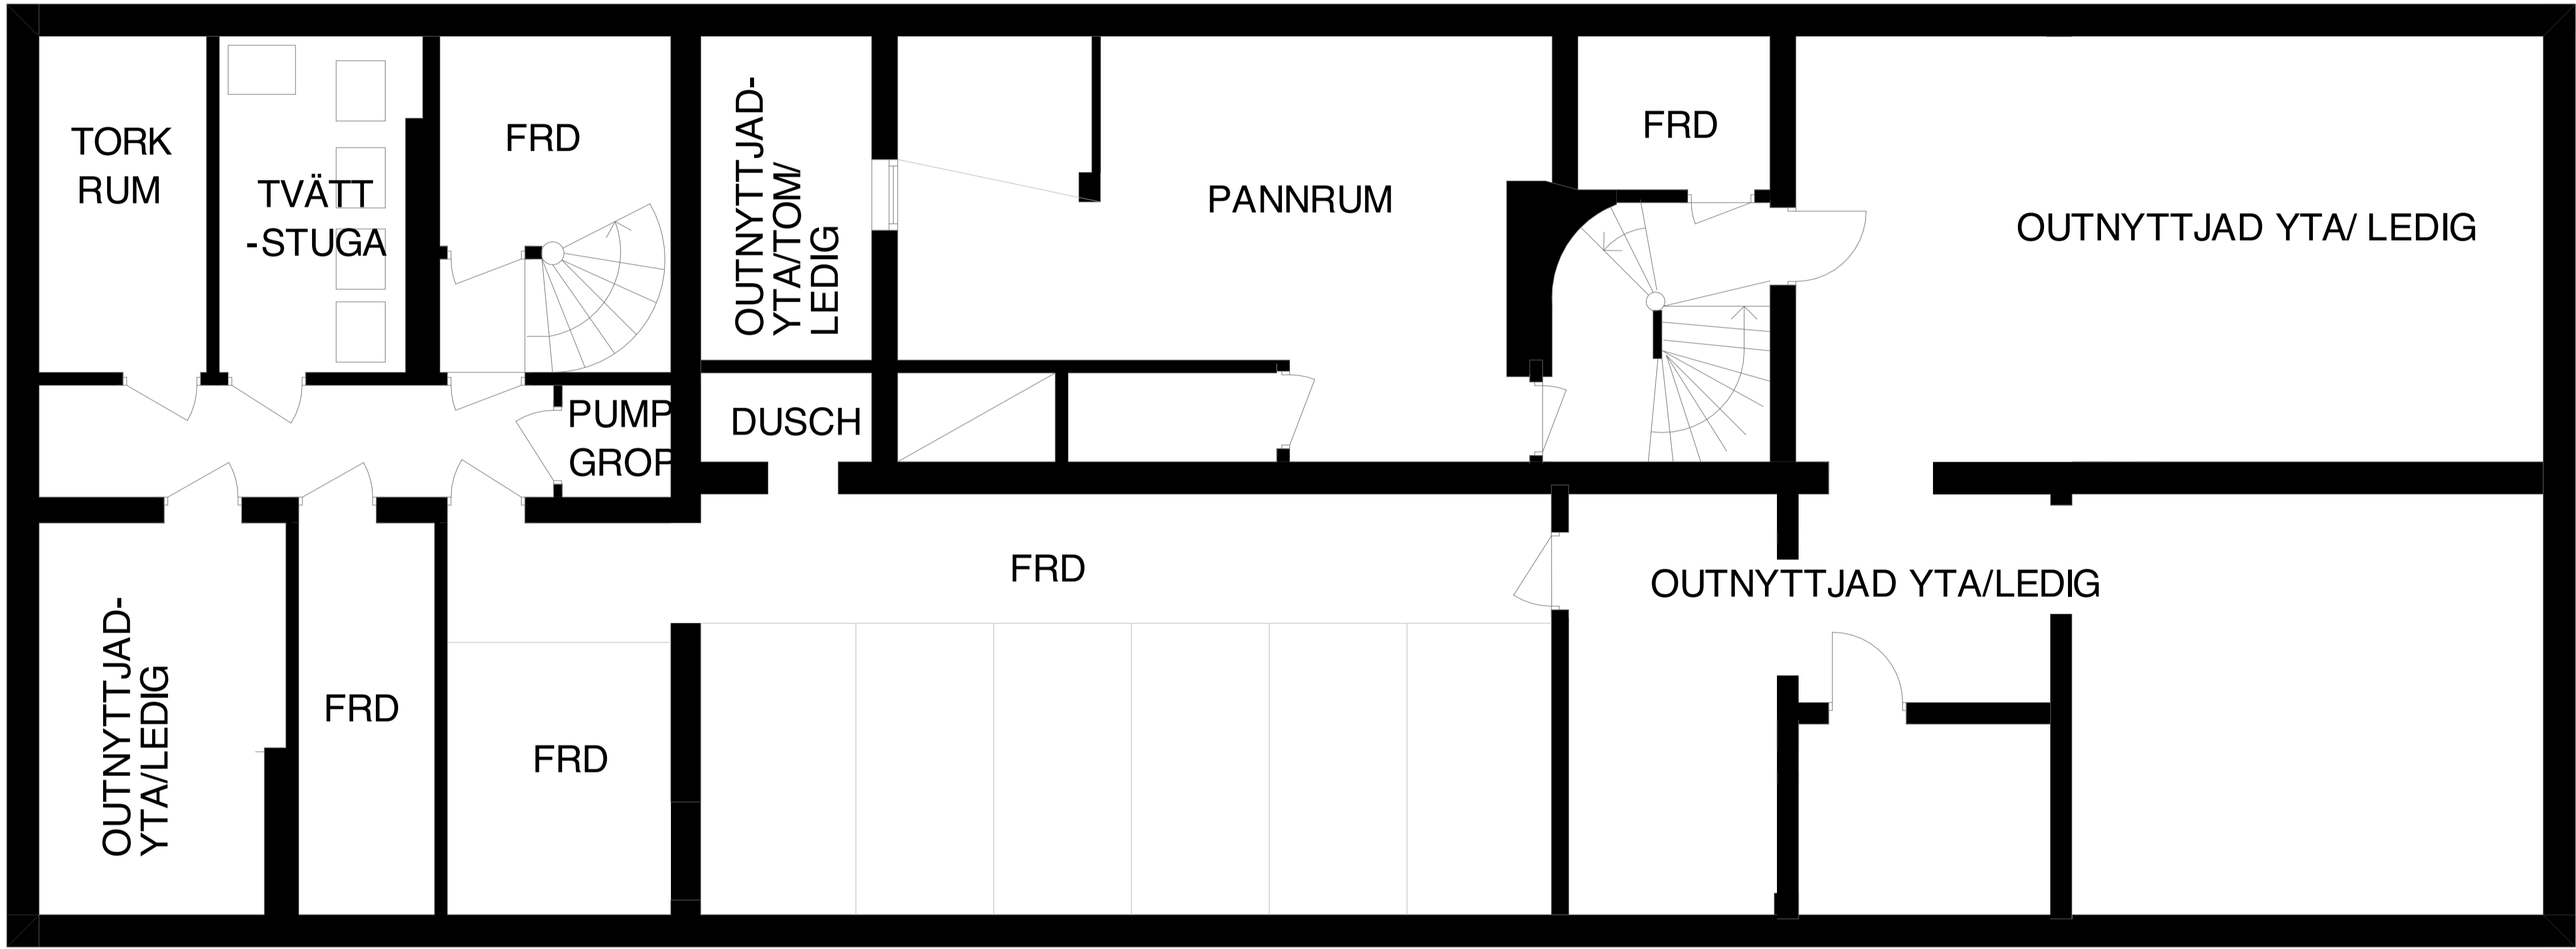 TORK
RUM
TVÄTT
-STUGA
FRD
OUTNYTTJAD-
YTA/TOM/
LEDIG
PANNRUM
FRD
OUTNYTTJAD YTA/ LEDIG
PUMP
GROP
DUSCH
FRD
OUTNYTTJAD YTA/LEDIG
OUTNYTTJAD-
YTA/LEDIG
FRD
FRD